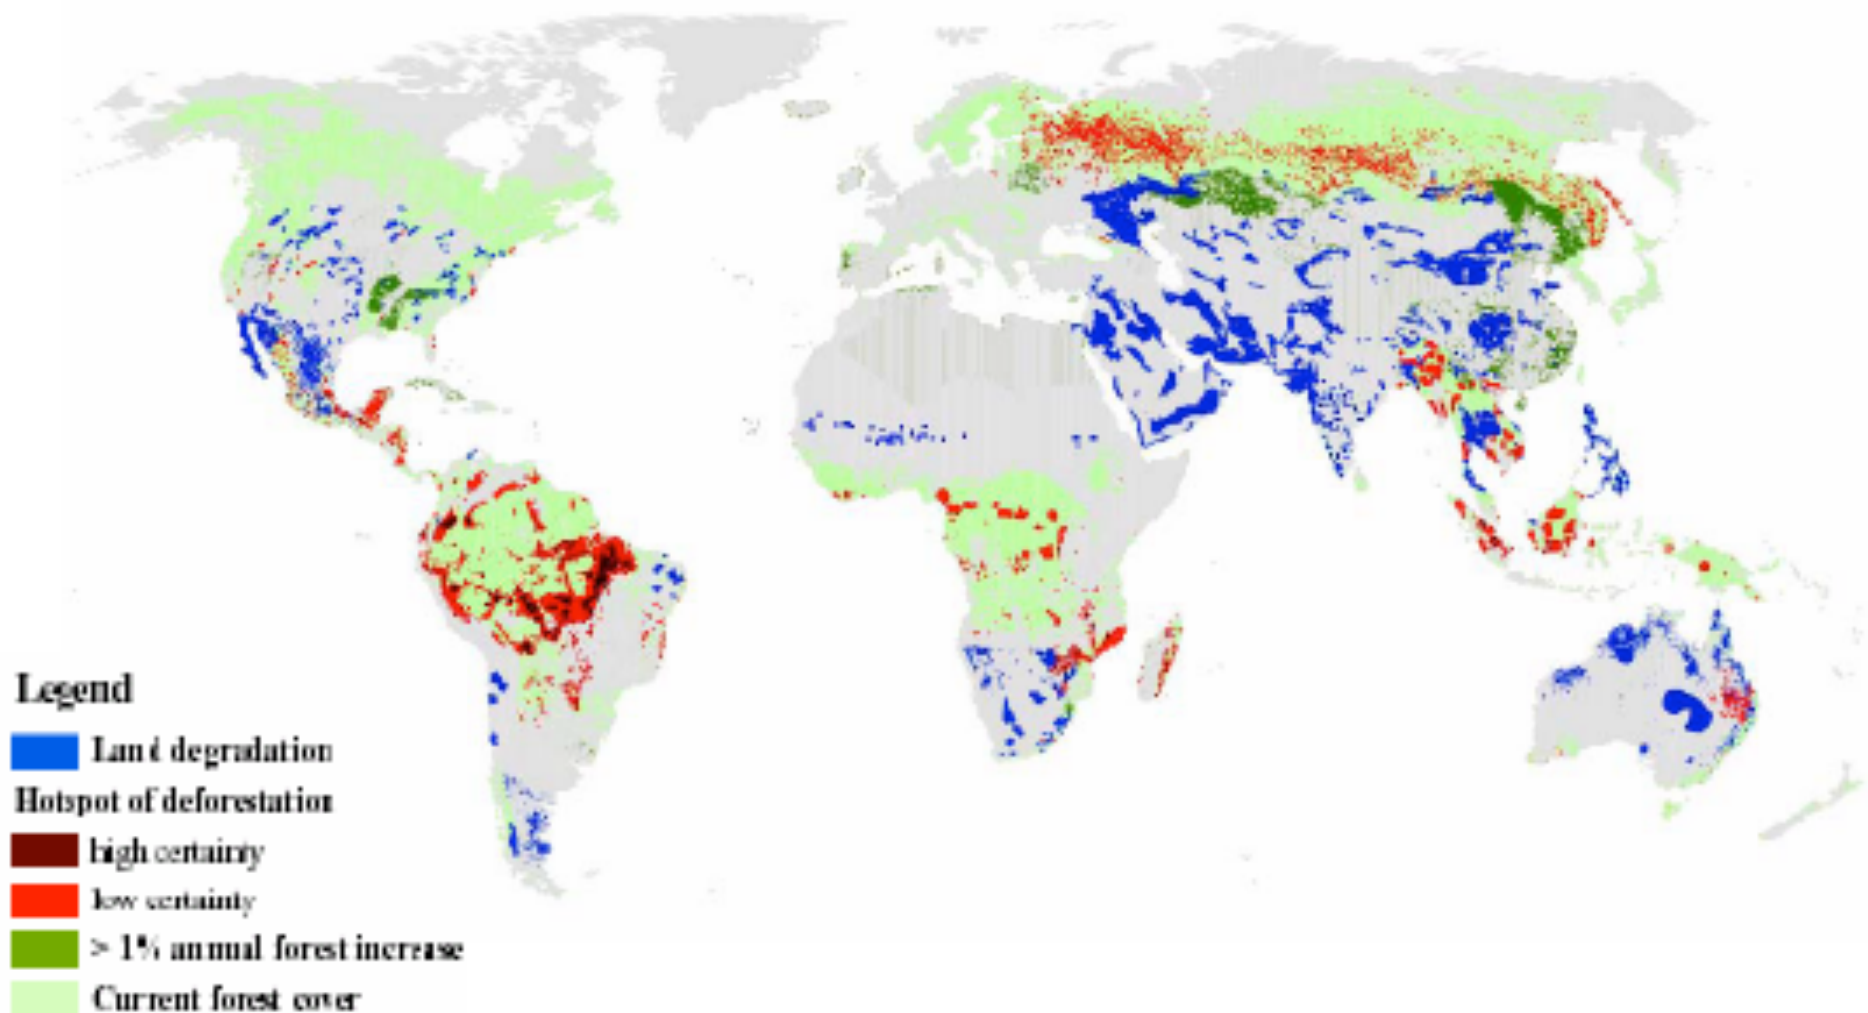 Legend
Land degradation
Hotspot of deforestation
high certainty
low certainty
> 1% annual forest increase
Current forest cover